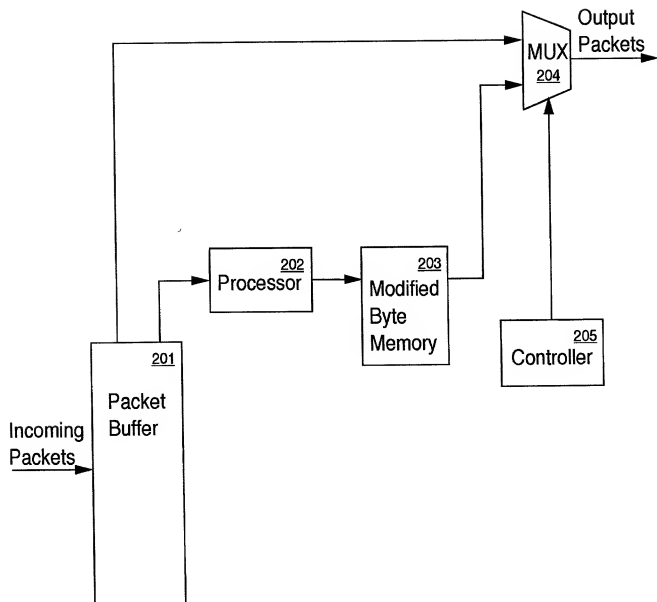 Output
Packets
MUX
204
202
Processor
203
Modified
Byte
Memory
205
Controller
201
Packet
Buffer
Incoming
Packets